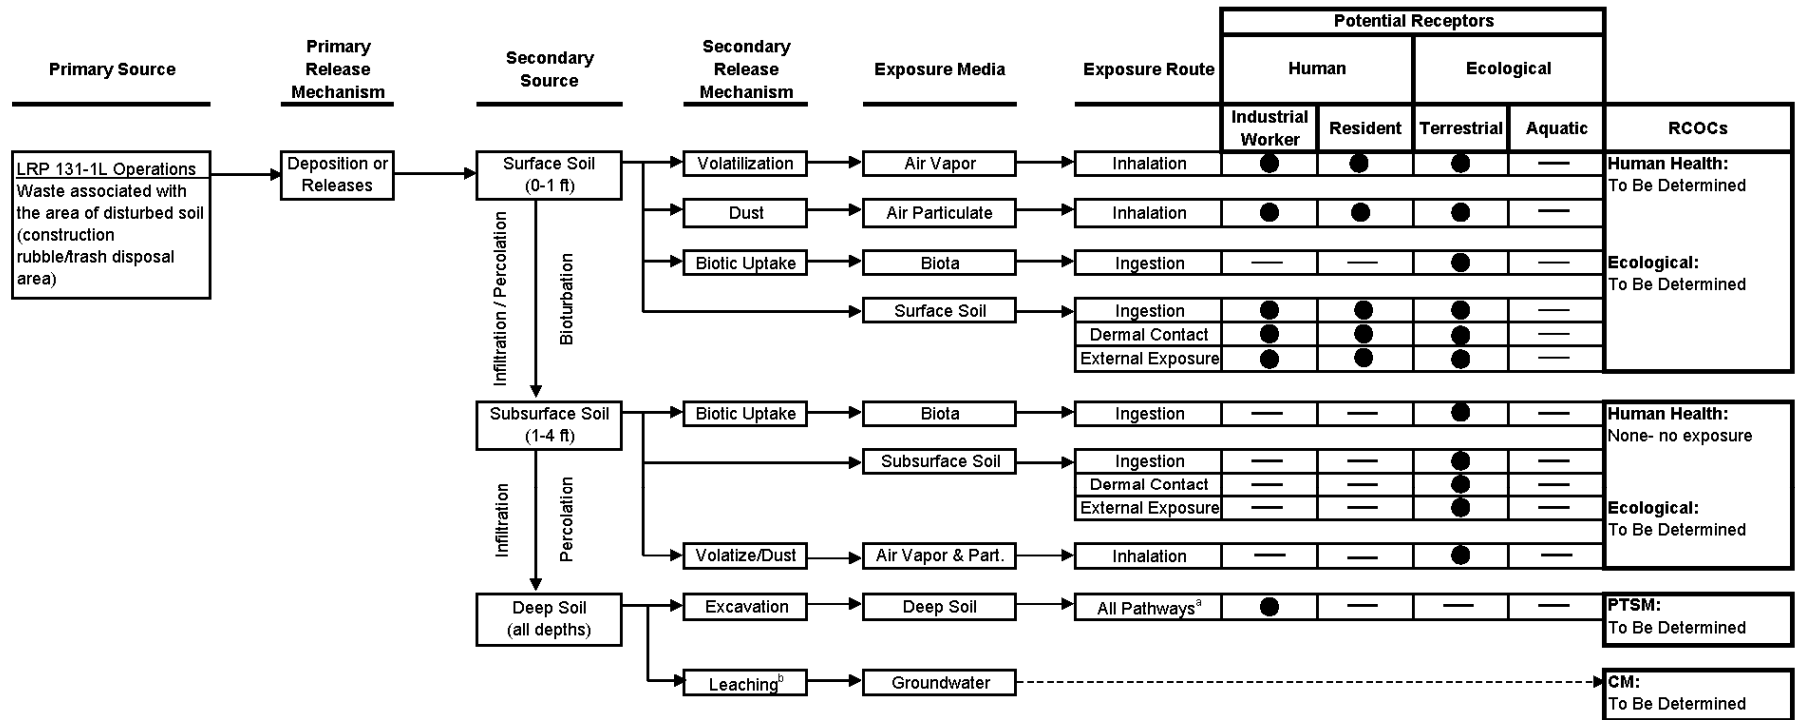 Potential Receptors
Primary Source
Primary
Release
Mechanism
Secondary
Source
Secondary
Release
Mechanism
Exposure Media
Exposure Route
Human
Ecological
Industrial
Worker
Resident
Terrestrial
Aquatic
RCOCs
LRP 131-1L Operations
Waste associated with
the area of disturbed soil
(construction
rubble/trash disposal
area)
Deposition or
Releases
Surface Soil
(0-1 ft)
Volatilization
Air Vapor
Inhalation
—
Human Health:
To Be Determined
Dust
Air Particulate
Inhalation
—
Biotic Uptake
Biota
Ingestion
— — —
Ecological:
To Be Determined
Surface Soil
Ingestion
—
Dermal Contact
—
External Exposure
—
Infiltration / Percolation
Bioturbation
Subsurface Soil
(1-4 ft)
Biotic Uptake
Biota
Ingestion
— — —
Human Health:
None- no exposure
Subsurface Soil
Ingestion
— — —
Dermal Contact
— — —
External Exposure
— — —
Ecological:
To Be Determined
Infiltration
Percolation
Volatize/Dust
Air Vapor & Part.
Inhalation
— — —
Deep Soil
(all depths)
Excavation
Deep Soil
All Pathwaysᵃ
— — —
PTSM:
To Be Determined
Leachingᵇ
Groundwater
CM:
To Be Determined